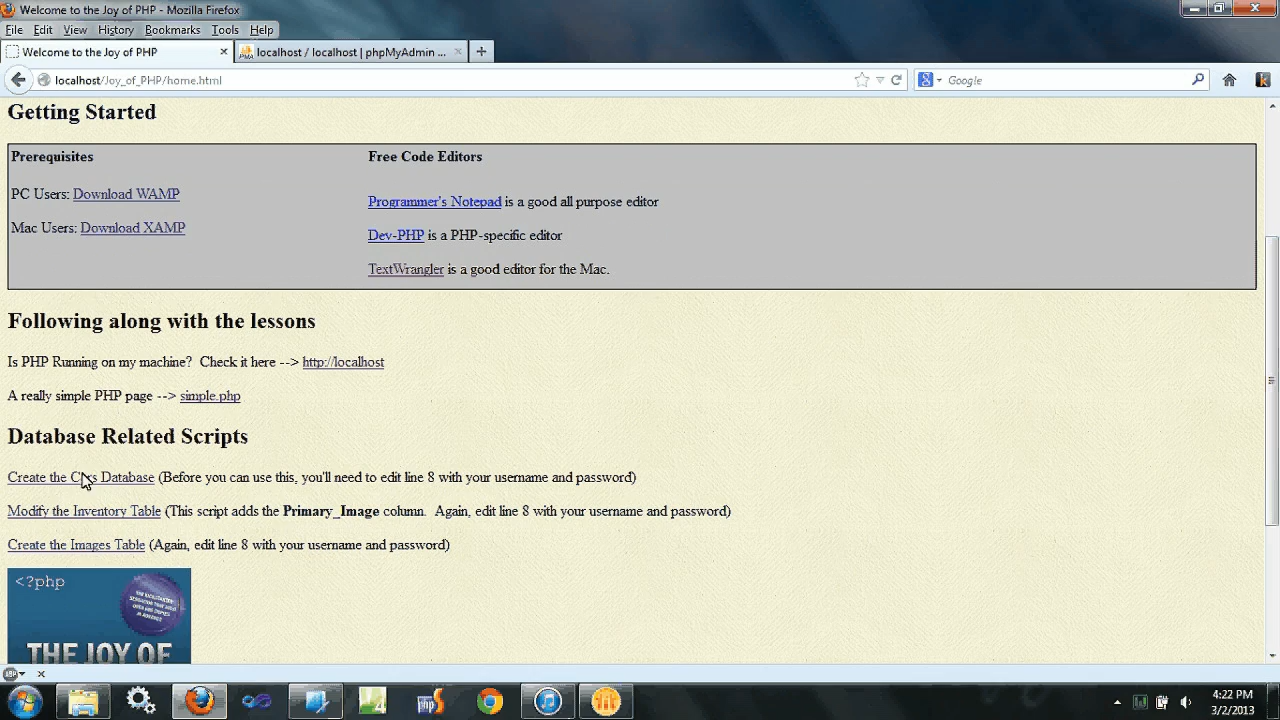 Welcome to the Joy of PHP - Mozilla Firefox
File Edit View History Bookmarks Tools Help
Welcome to the Joy of PHP
localhost / localhost | phpMyAdmin ...
localhost/Joy_of_PHP/home.html
Google
Getting Started
Prerequisites
Free Code Editors
PC Users: Download WAMP
Programmer's Notepad is a good all purpose editor
Mac Users: Download XAMP
Dev-PHP is a PHP-specific editor
TextWrangler is a good editor for the Mac.
Following along with the lessons
Is PHP Running on my machine? Check it here --> http://localhost
A really simple PHP page --> simple.php
Database Related Scripts
Create the Cars Database (Before you can use this, you'll need to edit line 8 with your username and password)
Modify the Inventory Table (This script adds the Primary_Image column. Again, edit line 8 with your username and password)
Create the Images Table (Again, edit line 8 with your username and password)
<?php
THE JOY OF
4:22 PM
3/2/2013